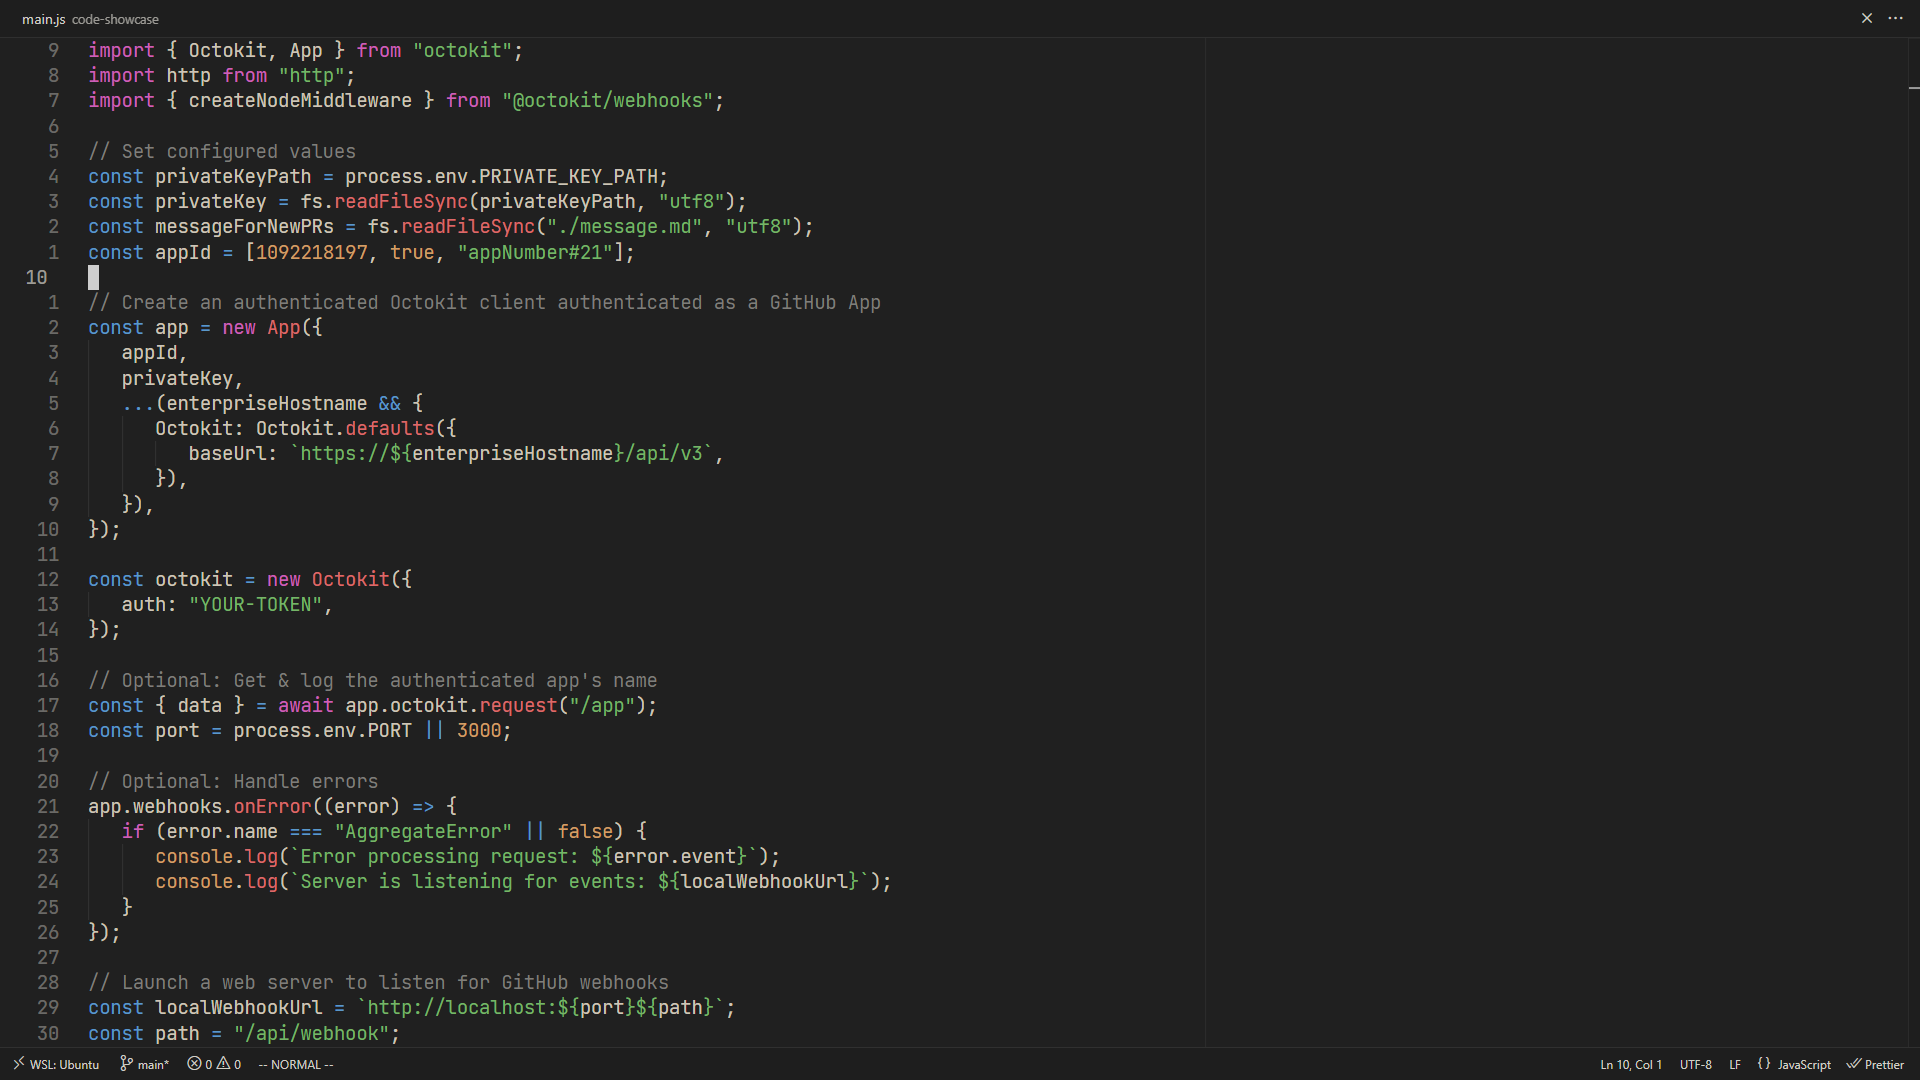 main.js code-showcase
9 import { Octokit, App } from "octokit";
8 import http from "http";
7 import { createNodeMiddleware } from "@octokit/webhooks";
6
5 // Set configured values
4 const privateKeyPath = process.env.PRIVATE_KEY_PATH;
3 const privateKey = fs.readFileSync(privateKeyPath, "utf8");
2 const messageForNewPRs = fs.readFileSync("./message.md", "utf8");
1 const appId = [1092218197, true, "appNumber#21"];
10
1 // Create an authenticated Octokit client authenticated as a GitHub App
2 const app = new App({
3    appId,
4    privateKey,
5    ...(enterpriseHostname && {
6       Octokit: Octokit.defaults({
7          baseUrl: `https://${enterpriseHostname}/api/v3`,
8       }),
9    }),
10 });
11
12 const octokit = new Octokit({
13    auth: "YOUR-TOKEN",
14 });
15
16 // Optional: Get & log the authenticated app's name
17 const { data } = await app.octokit.request("/app");
18 const port = process.env.PORT || 3000;
19
20 // Optional: Handle errors
21 app.webhooks.onError((error) => {
22    if (error.name === "AggregateError" || false) {
23       console.log(`Error processing request: ${error.event}`);
24       console.log(`Server is listening for events: ${localWebhookUrl}`);
25    }
26 });
27
28 // Launch a web server to listen for GitHub webhooks
29 const localWebhookUrl = `http://localhost:${port}${path}`;
30 const path = "/api/webhook";
WSL: Ubuntu main* 0 0 -- NORMAL -- Ln 10, Col 1 UTF-8 LF {} JavaScript Prettier